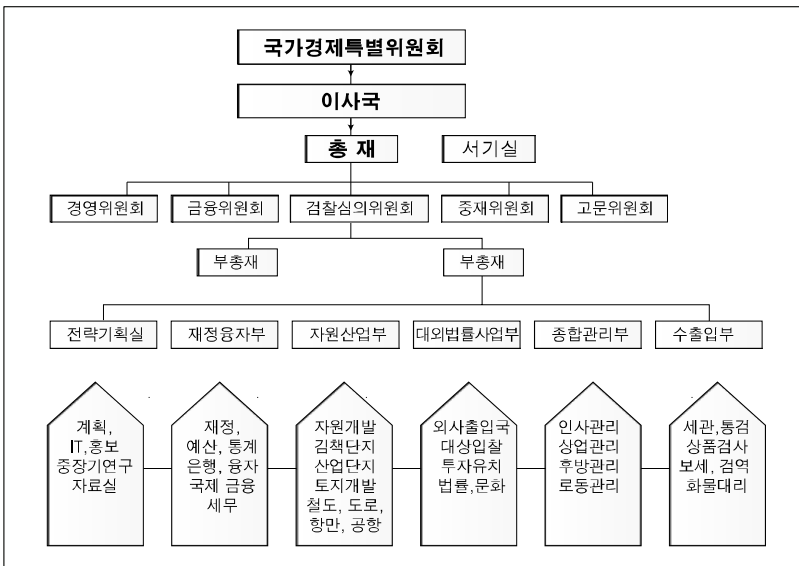 국가경제특별위원회
이사국
총 재
서기실
경영위원회
금융위원회
검찰심의위원회
중재위원회
고문위원회
부총재
부총재
전략기획실
재정융자부
자원산업부
대외법률사업부
종합관리부
수출입부
계획,
IT,홍보
중장기연구
자료실
재정,
예산, 통계
은행, 융자
국제 금융
세무
자원개발
김책단지
산업단지
토지개발
철도, 도로,
항만, 공항
외사출입국
대상입찰
투자유치
법률,문화
인사관리
상업관리
후방관리
로동관리
세관,통검
상품검사
보세, 검역
화물대리